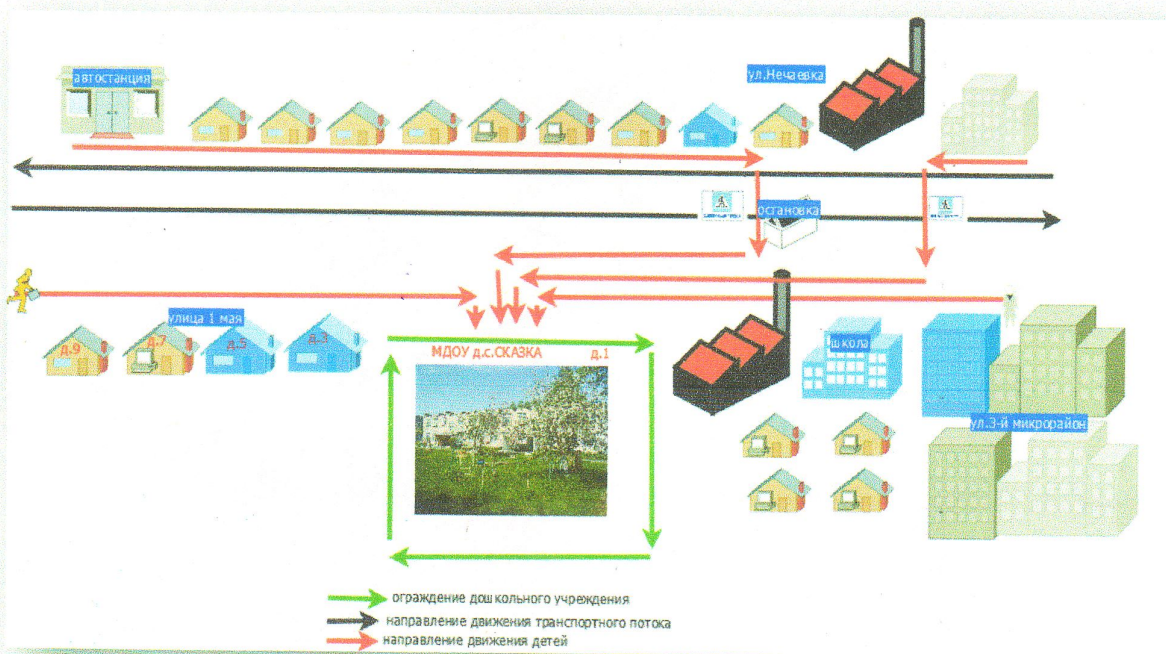 автостанция
ул.Нечаевка
остановка
улица 1 мая
д.9
д.7
д.5
д.3
МДОУ д.с.СКАЗКА
д.1
школа
ул.3-й микрорайон
ограждение дошкольного учреждения
направление движения транспортного потока
направление движения детей